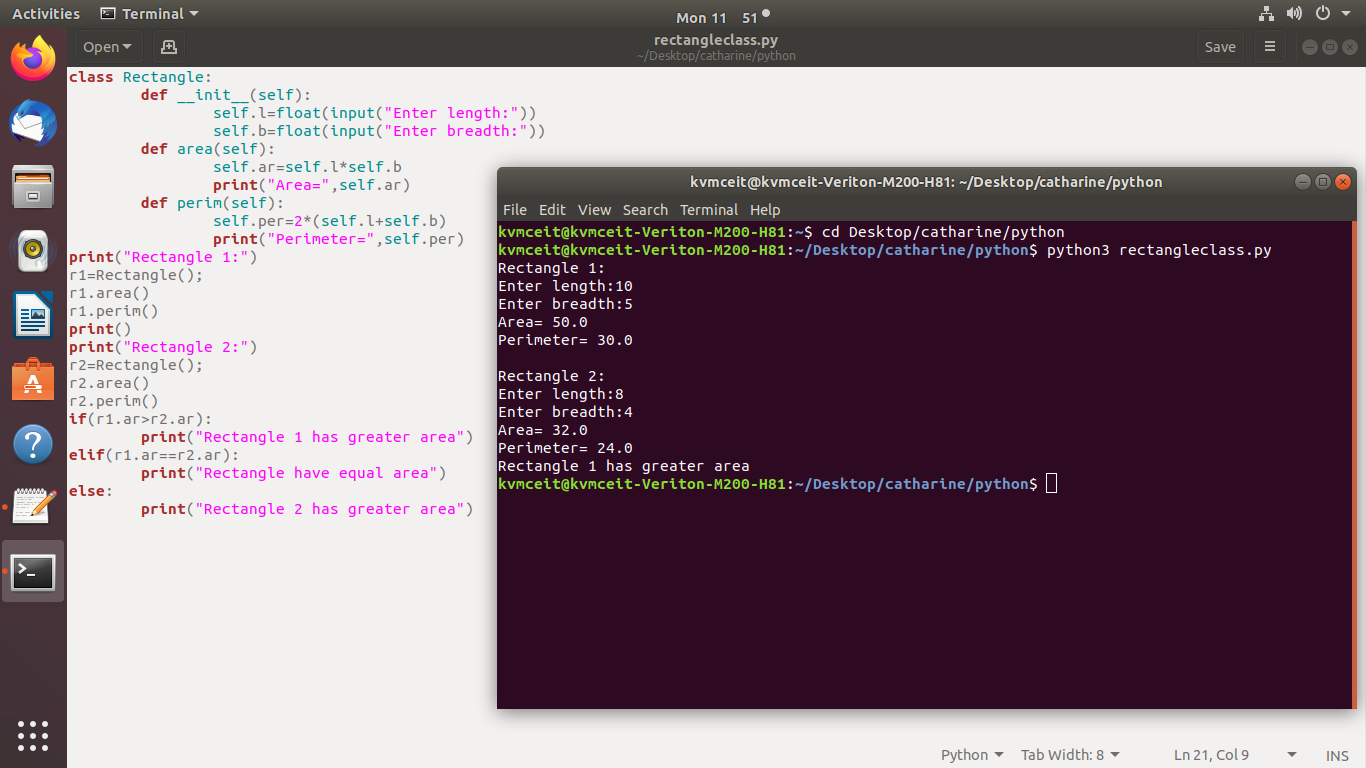 Activities Terminal Mon 11 51
Open rectangleclass.py Save
~/Desktop/catharine/python
class Rectangle:
        def __init__(self):
                self.l=float(input("Enter length:"))
                self.b=float(input("Enter breadth:"))
        def area(self):
                self.ar=self.l*self.b
                print("Area=",self.ar)
        def perim(self):
                self.per=2*(self.l+self.b)
                print("Perimeter=",self.per)
print("Rectangle 1:")
r1=Rectangle();
r1.area()
r1.perim()
print()
print("Rectangle 2:")
r2=Rectangle();
r2.area()
r2.perim()
if(r1.ar>r2.ar):
        print("Rectangle 1 has greater area")
elif(r1.ar==r2.ar):
        print("Rectangle have equal area")
else:
        print("Rectangle 2 has greater area")
kvmceit@kvmceit-Veriton-M200-H81: ~/Desktop/catharine/python
File Edit View Search Terminal Help
kvmceit@kvmceit-Veriton-M200-H81:~$ cd Desktop/catharine/python
kvmceit@kvmceit-Veriton-M200-H81:~/Desktop/catharine/python$ python3 rectangleclass.py
Rectangle 1:
Enter length:10
Enter breadth:5
Area= 50.0
Perimeter= 30.0

Rectangle 2:
Enter length:8
Enter breadth:4
Area= 32.0
Perimeter= 24.0
Rectangle 1 has greater area
kvmceit@kvmceit-Veriton-M200-H81:~/Desktop/catharine/python$
Python Tab Width: 8 Ln 21, Col 9 INS